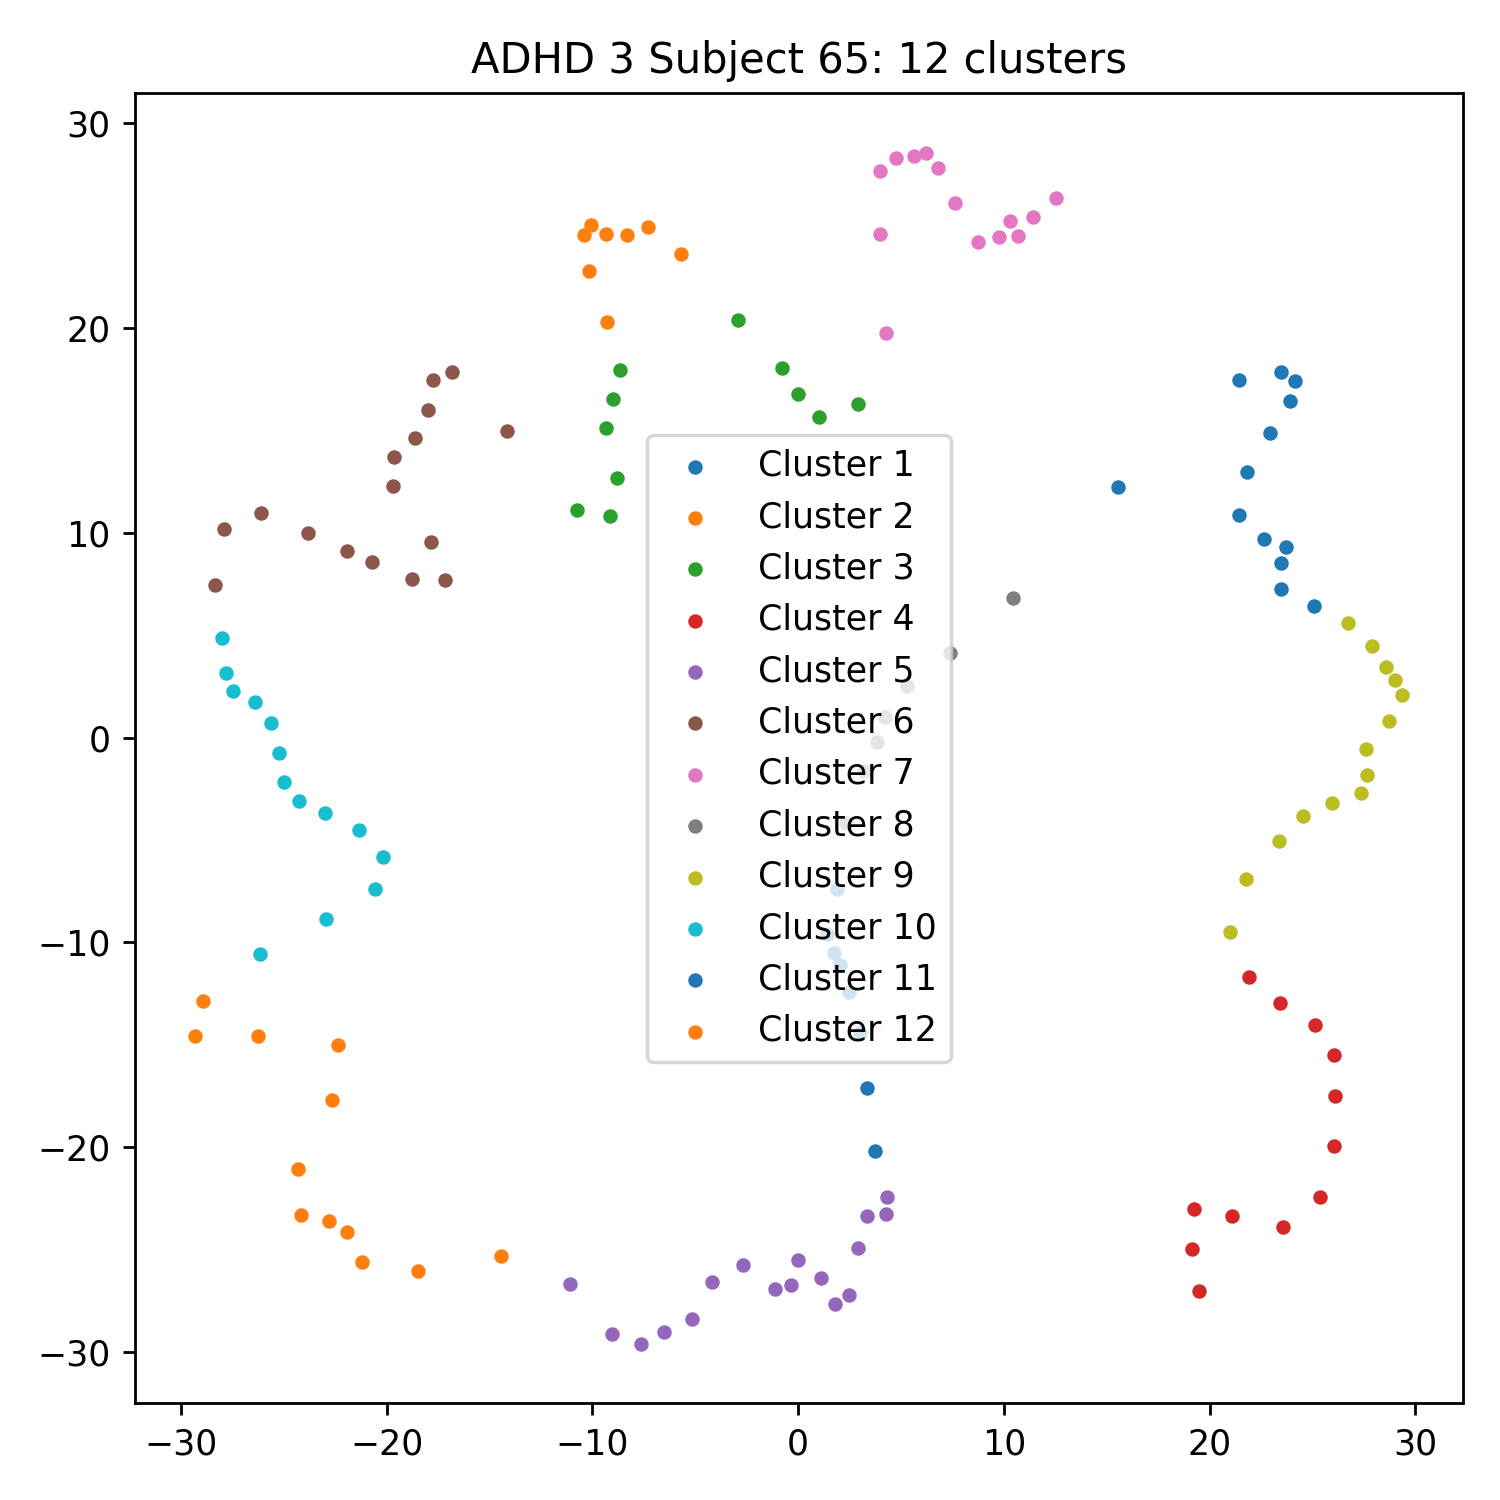 ADHD 3 Subject 65: 12 clusters
30
20
10
0
−10
−20
−30
Cluster 1
Cluster 2
Cluster 3
Cluster 4
Cluster 5
Cluster 6
Cluster 7
Cluster 8
Cluster 9
Cluster 10
Cluster 11
Cluster 12
−30 −20 −10 0 10 20 30